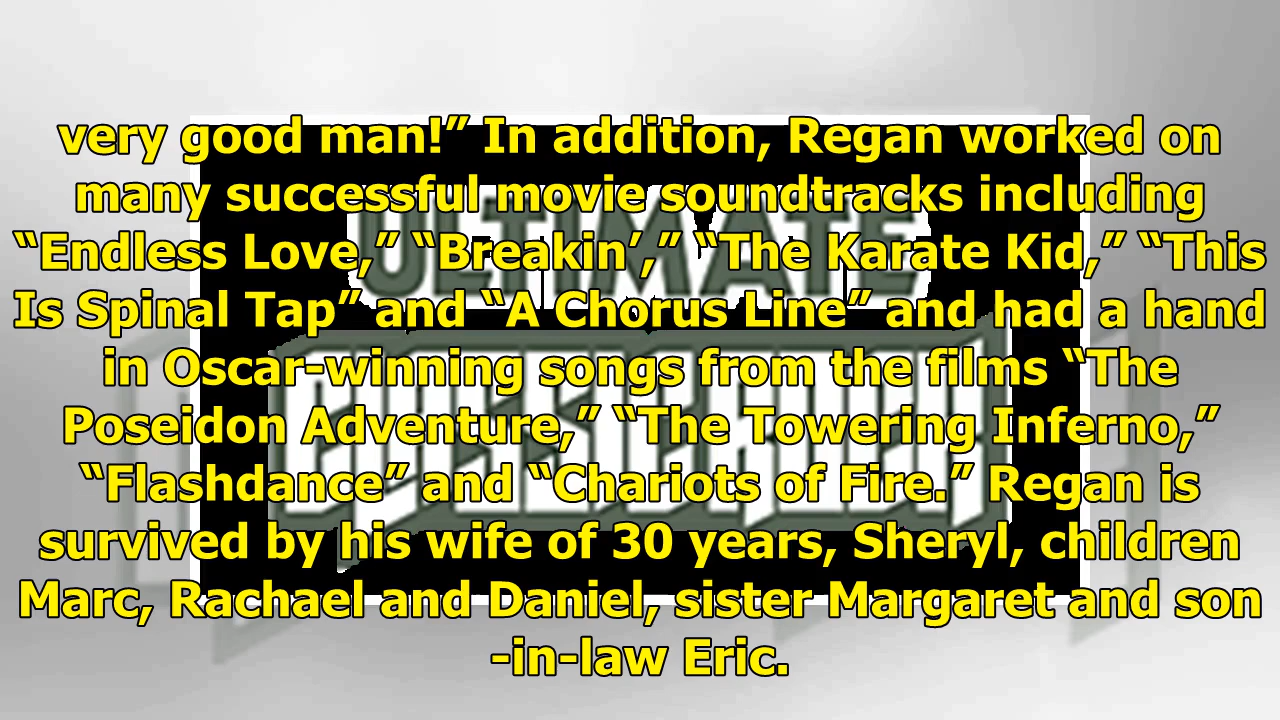 very good man!” In addition, Regan worked on
many successful movie soundtracks including
“Endless Love,” “Breakin’,” “The Karate Kid,” “This
Is Spinal Tap” and “A Chorus Line” and had a hand
in Oscar-winning songs from the films “The
Poseidon Adventure,” “The Towering Inferno,”
“Flashdance” and “Chariots of Fire.” Regan is
survived by his wife of 30 years, Sheryl, children
Marc, Rachael and Daniel, sister Margaret and son
-in-law Eric.
ULTIMATE